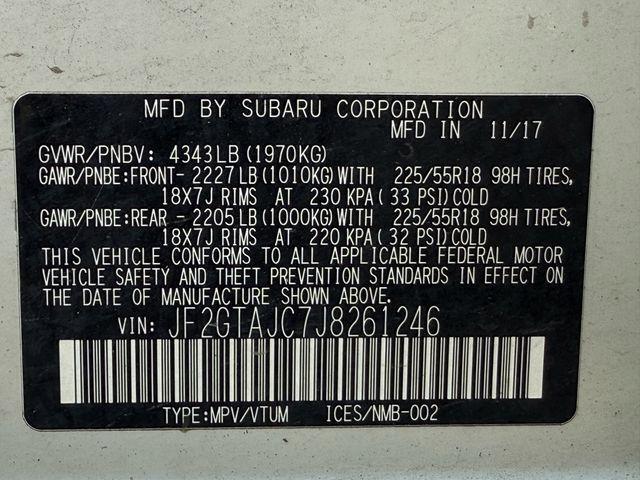 MFD BY SUBARU CORPORATION
MFD IN 11/17
GVWR/PNBV: 4343LB(1970KG)
GAWR/PNBE:FRONT- 2227LB(1010KG)WITH 225/55R18 98H TIRES,
18X7J RIMS AT 230 KPA(33 PSI)COLD
GAWR/PNBE:REAR - 2205LB(1000KG)WITH 225/55R18 98H TIRES,
18X7J RIMS AT 220 KPA(32 PSI)COLD
THIS VEHICLE CONFORMS TO ALL APPLICABLE FEDERAL MOTOR
VEHICLE SAFETY AND THEFT PREVENTION STANDARDS IN EFFECT ON
THE DATE OF MANUFACTURE SHOWN ABOVE.
VIN: JF2GTAJC7J8261246
TYPE:MPV/VTUM ICES/NMB-002